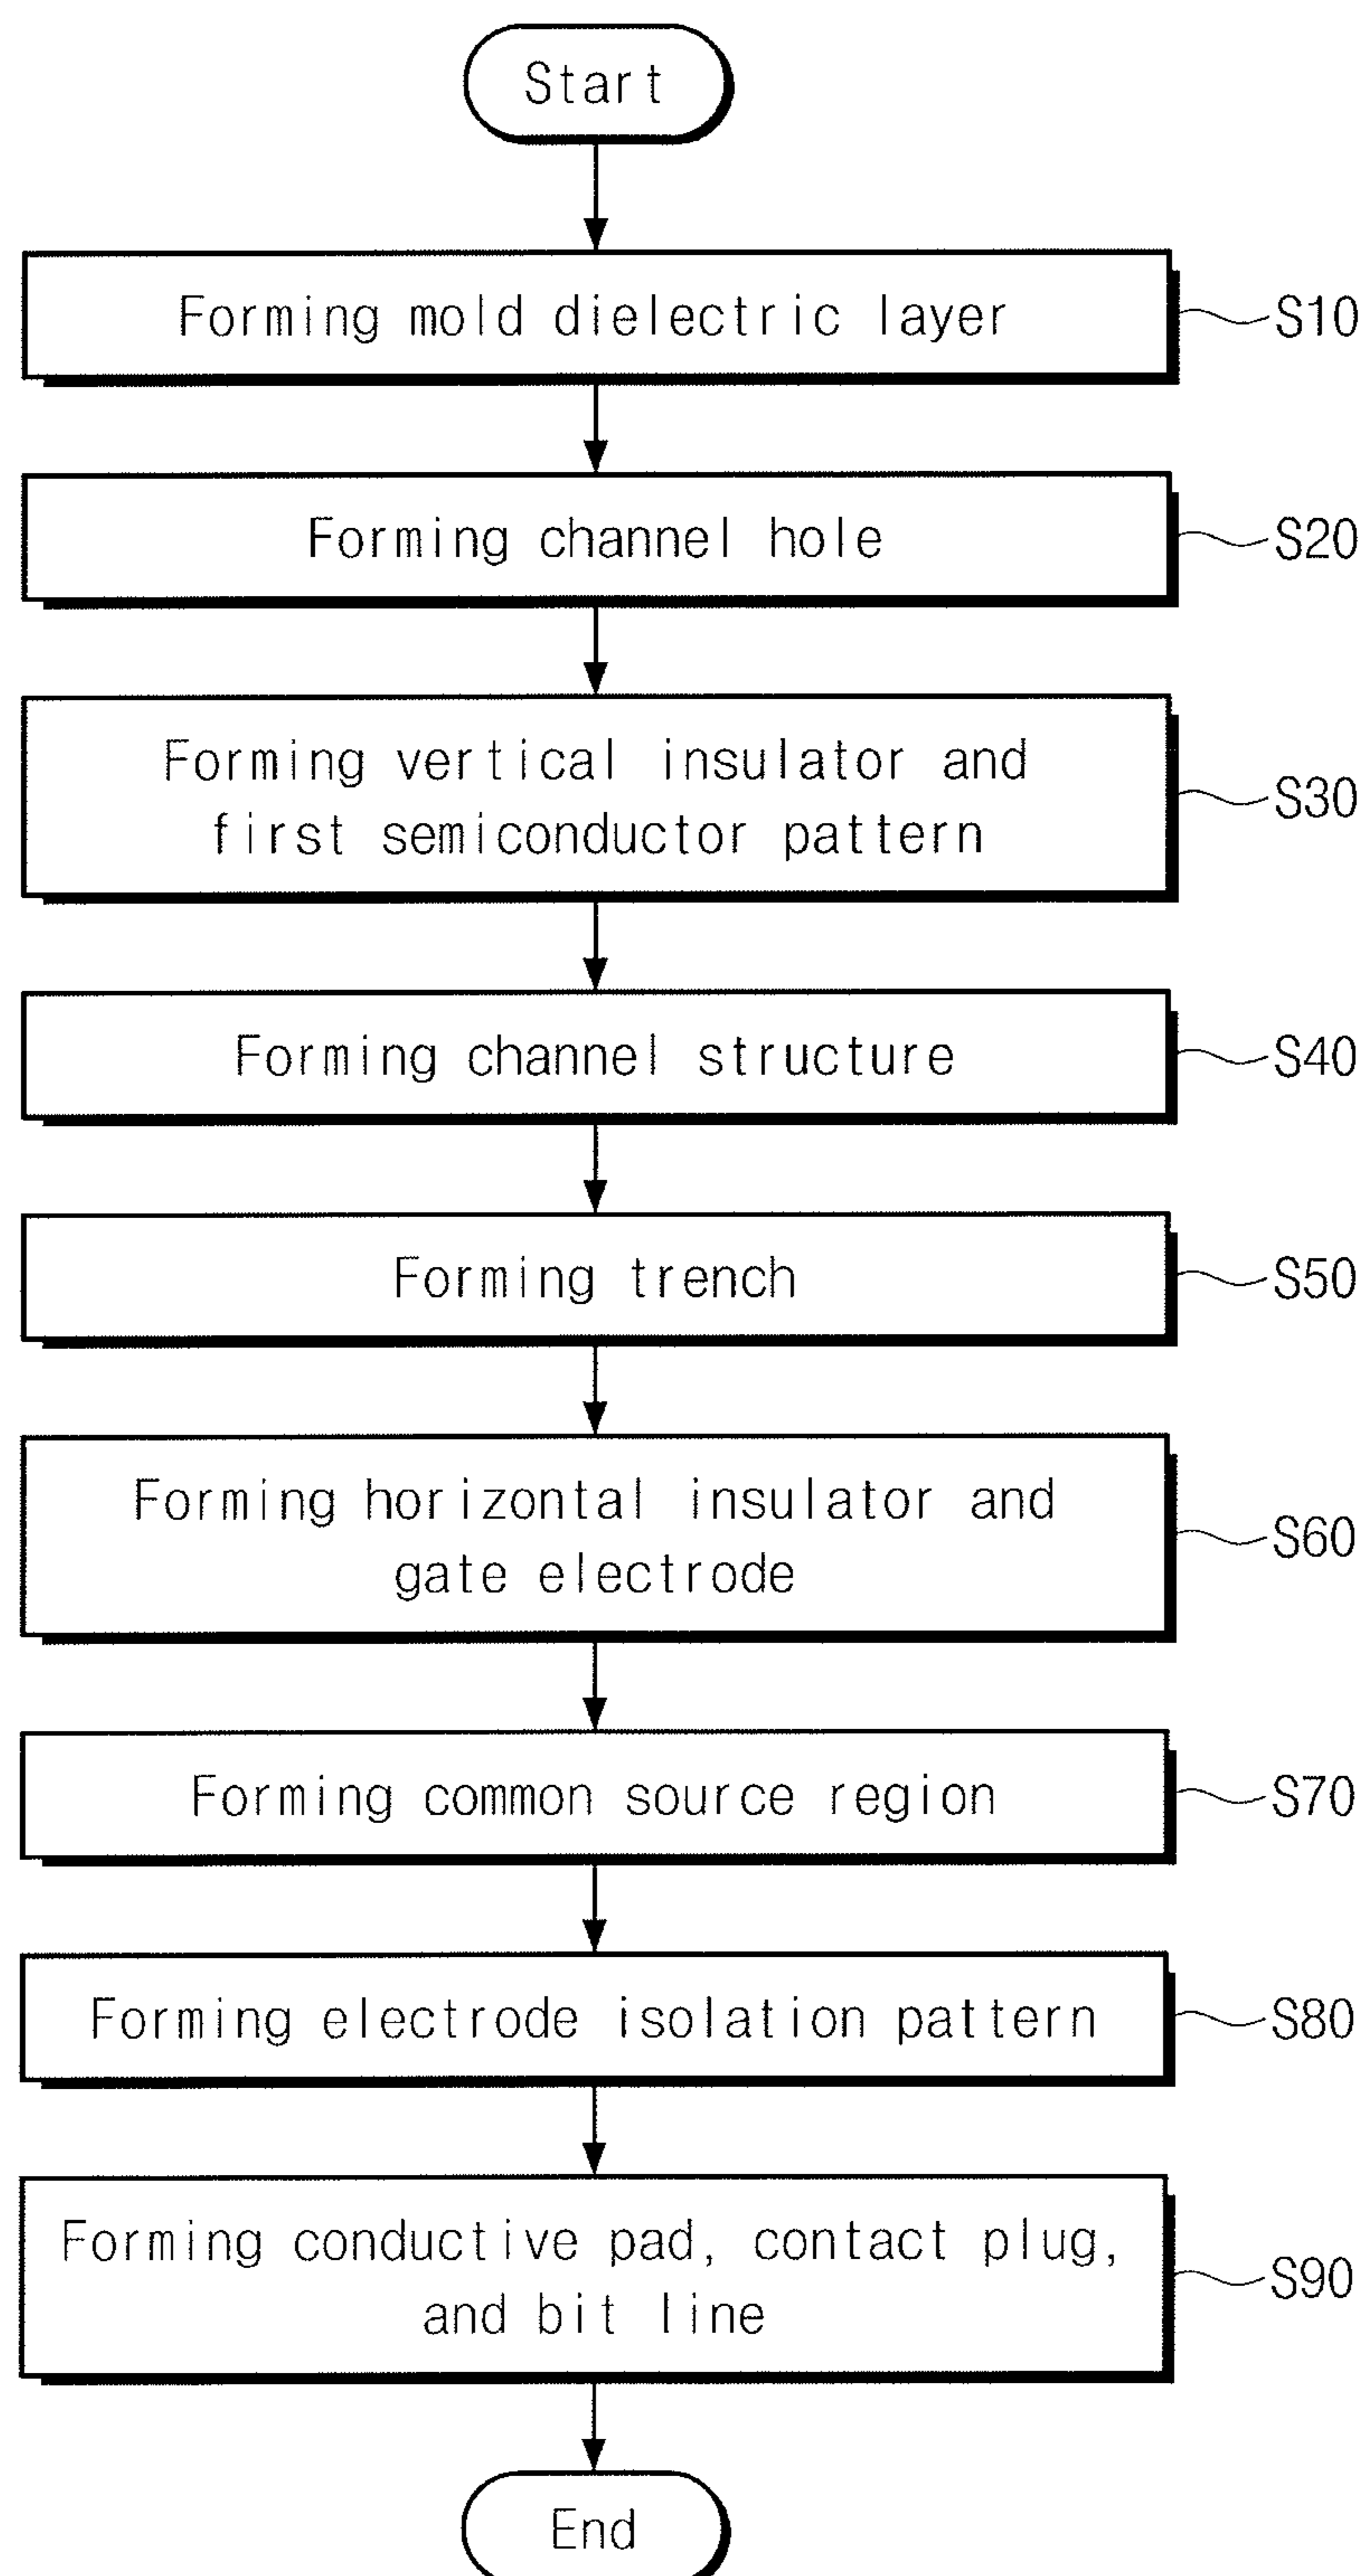 Start
Forming mold dielectric layer
S10
Forming channel hole
S20
Forming vertical insulator and
first semiconductor pattern
S30
Forming channel structure
S40
Forming trench
S50
Forming horizontal insulator and
gate electrode
S60
Forming common source region
S70
Forming electrode isolation pattern
S80
Forming conductive pad, contact plug,
and bit line
S90
End